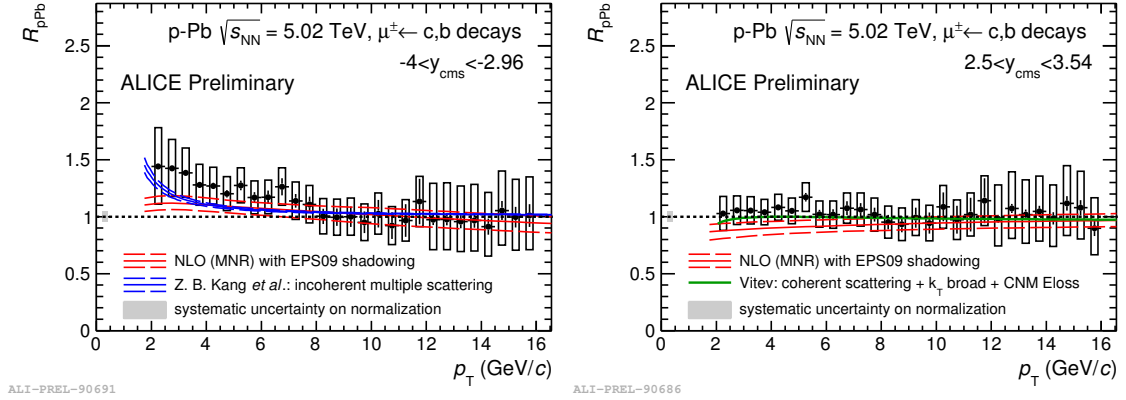 R_pPb
2.5
2
1.5
1
0.5
0
p-Pb √s_NN = 5.02 TeV, μ± ← c,b decays
-4<y_cms<-2.96
ALICE Preliminary
NLO (MNR) with EPS09 shadowing
Z. B. Kang et al.: incoherent multiple scattering
systematic uncertainty on normalization
0 2 4 6 8 10 12 14 16
p_T (GeV/c)
ALI-PREL-90691
R_pPb
2.5
2
1.5
1
0.5
0
p-Pb √s_NN = 5.02 TeV, μ± ← c,b decays
2.5<y_cms<3.54
ALICE Preliminary
NLO (MNR) with EPS09 shadowing
Vitev: coherent scattering + k_T broad + CNM Eloss
systematic uncertainty on normalization
0 2 4 6 8 10 12 14 16
p_T (GeV/c)
ALI-PREL-90686